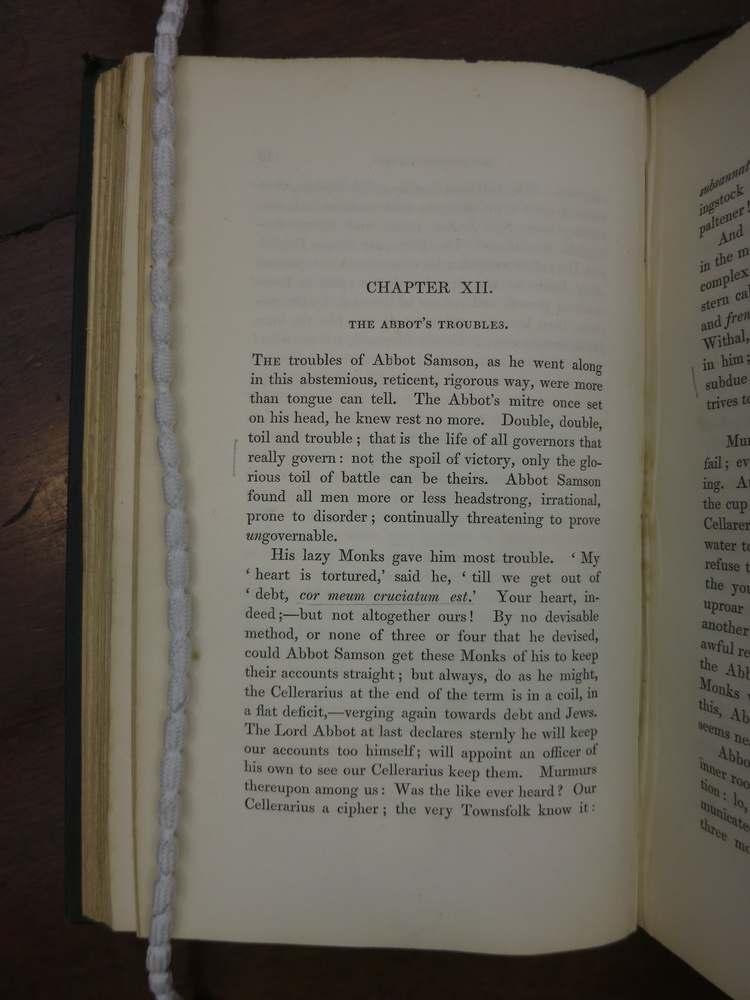 CHAPTER XII.
THE ABBOT'S TROUBLES.
THE troubles of Abbot Samson, as he went along
in this abstemious, reticent, rigorous way, were more
than tongue can tell. The Abbot's mitre once set
on his head, he knew rest no more. Double, double,
toil and trouble ; that is the life of all governors that
really govern: not the spoil of victory, only the glo-
rious toil of battle can be theirs. Abbot Samson
found all men more or less headstrong, irrational,
prone to disorder ; continually threatening to prove
ungovernable.
His lazy Monks gave him most trouble. ‘ My
‘ heart is tortured,’ said he, ‘ till we get out of
‘ debt, cor meum cruciatum est.’ Your heart, in-
deed ;—but not altogether ours ! By no devisable
method, or none of three or four that he devised,
could Abbot Samson get these Monks of his to keep
their accounts straight ; but always, do as he might,
the Cellerarius at the end of the term is in a coil, in
a flat deficit,—verging again towards debt and Jews.
The Lord Abbot at last declares sternly he will keep
our accounts too himself; will appoint an officer of
his own to see our Cellerarius keep them. Murmurs
thereupon among us: Was the like ever heard? Our
Cellerarius a cipher ; the very Townsfolk know it :
subsannat
ingstock
paltener !
And
in the m
complex
stern cal
and fren
Withal,
in him ;
subdue
trives to
Mur
fail ; ev
ing. A
the cup
Cellarer
water to
refuse t
the you
uproar
another
awful re
the Abb
Monks
this, Ab
seems ne
Abbo
inner roo
tion : lo,
municate
three mo